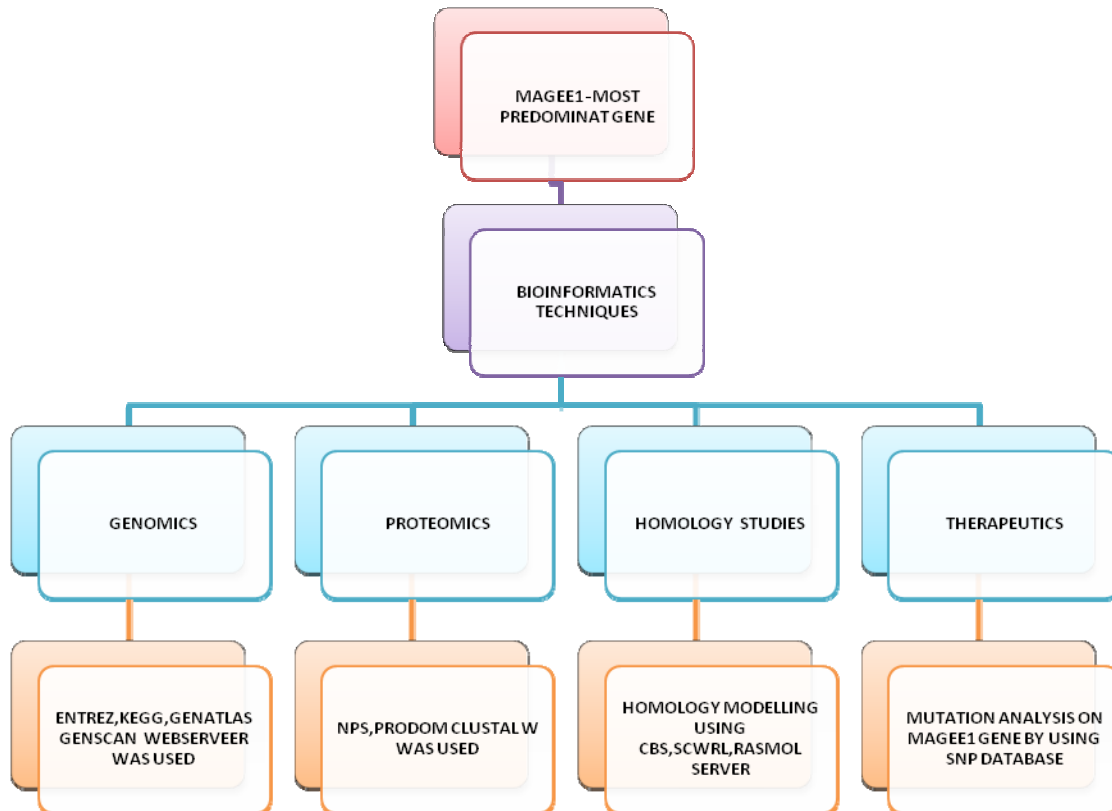 MAGEE1-MOST
PREDOMINAT GENE
BIOINFORMATICS
TECHNIQUES
GENOMICS
PROTEOMICS
HOMOLOGY STUDIES
THERAPEUTICS
ENTREZ,KEGG,GENATLAS
GENSCAN WEBSERVEER
WAS USED
NPS,PRODOM CLUSTAL W
WAS USED
HOMOLOGY MODELLING
USING
CBS,SCWRL,RASMOL
SERVER
MUTATION ANALYSIS ON
MAGEE1 GENE BY USING
SNP DATABASE